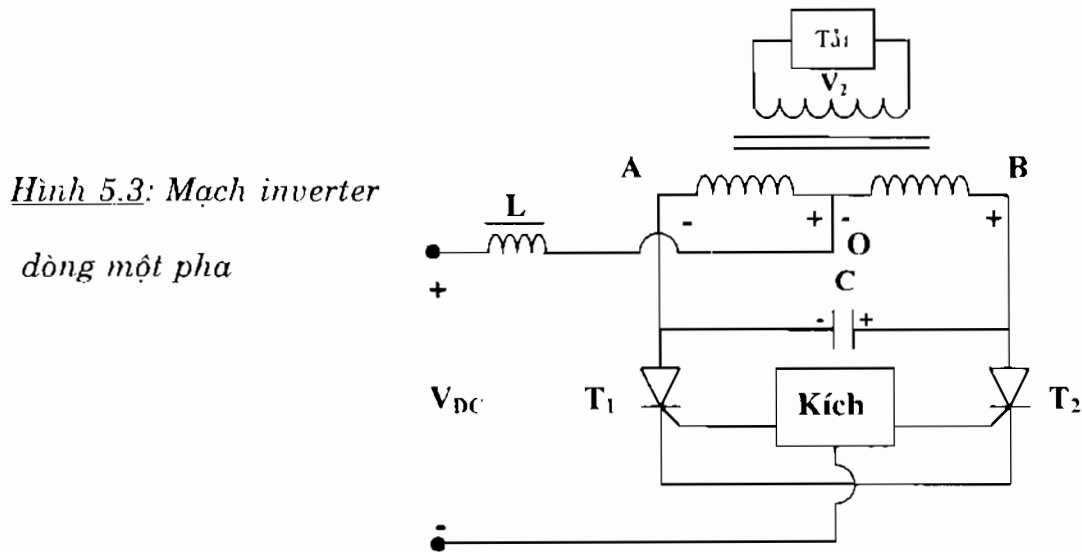 Tải
V₂
A
B
Hình 5.3: Mạch inverter
dòng một pha
L
- + - +
O
+
C
- +
V_DC
T₁
Kích
T₂
-